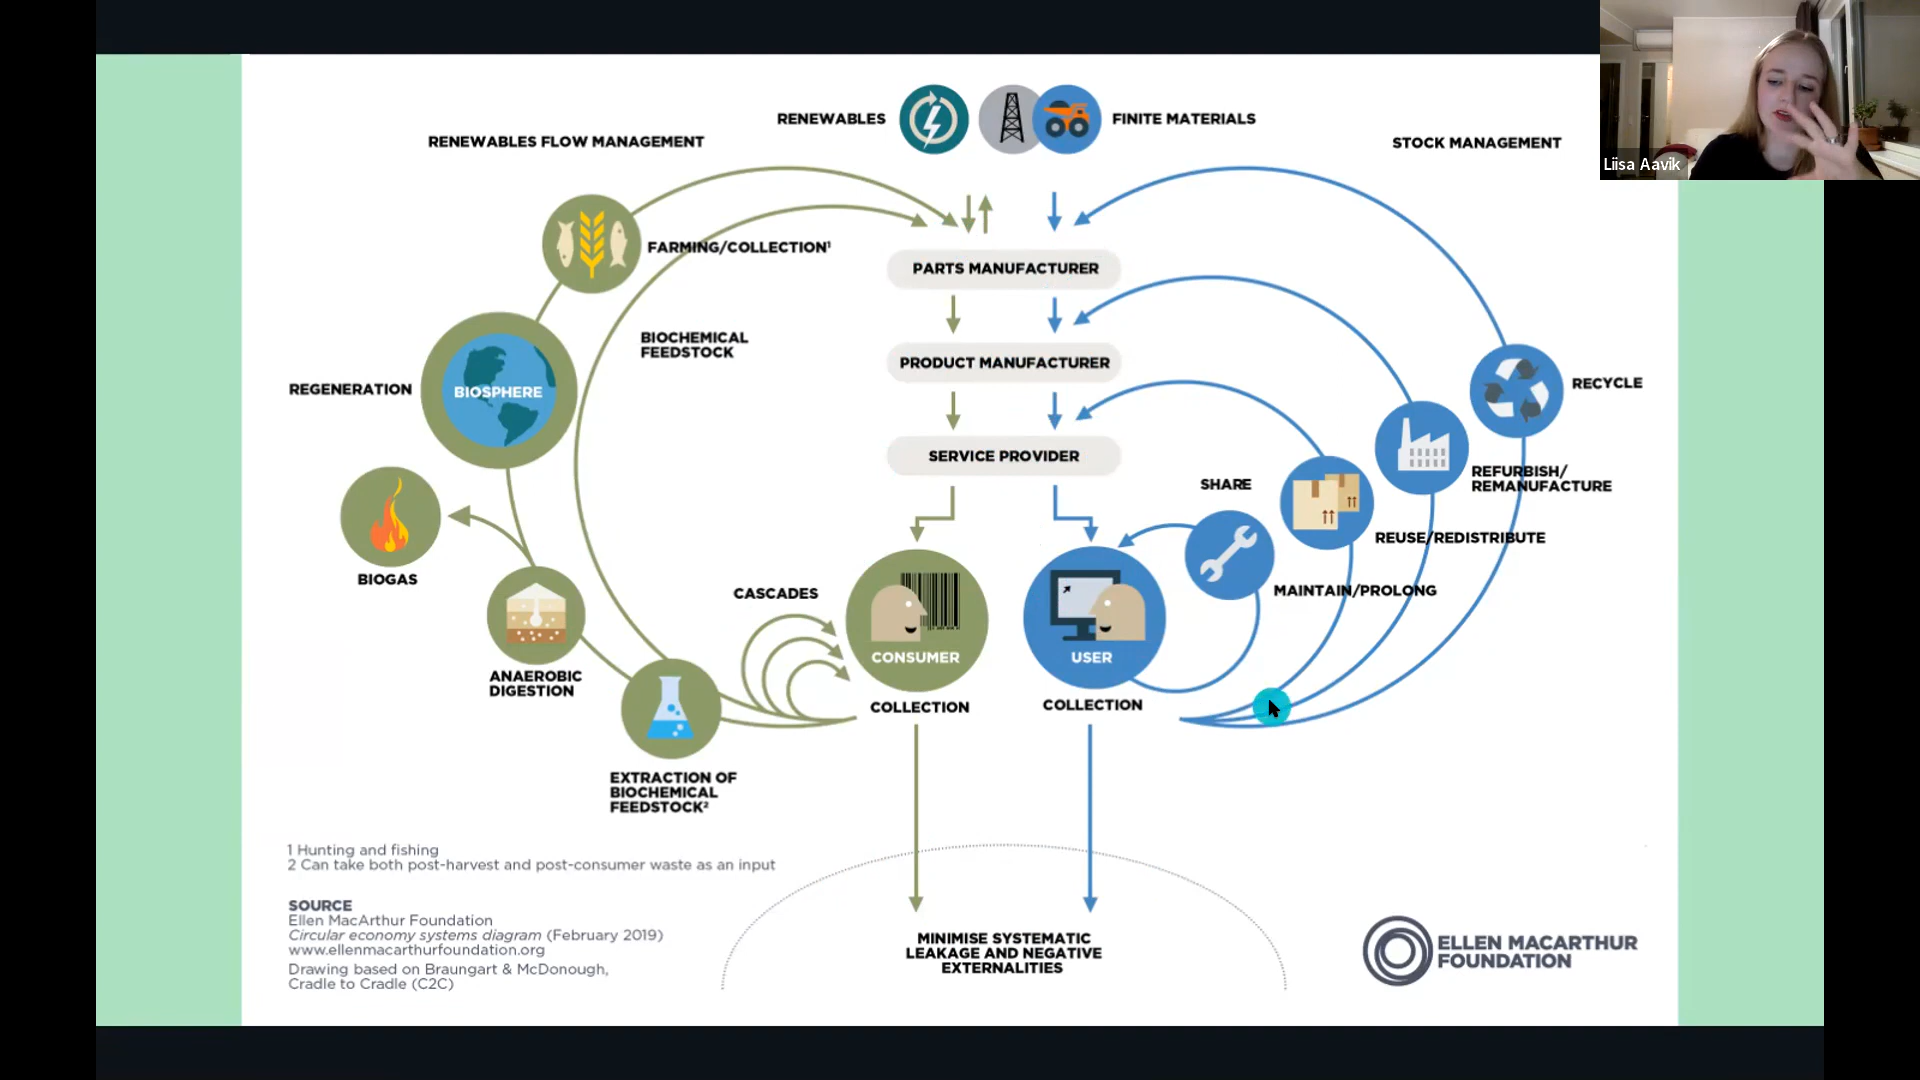 RENEWABLES
FINITE MATERIALS
RENEWABLES FLOW MANAGEMENT
STOCK MANAGEMENT
Liisa Aavik
FARMING/COLLECTION¹
PARTS MANUFACTURER
BIOCHEMICAL
FEEDSTOCK
PRODUCT MANUFACTURER
REGENERATION
BIOSPHERE
RECYCLE
SERVICE PROVIDER
SHARE
REFURBISH/
REMANUFACTURE
REUSE/REDISTRIBUTE
BIOGAS
CASCADES
MAINTAIN/PROLONG
CONSUMER
USER
ANAEROBIC
DIGESTION
COLLECTION
COLLECTION
EXTRACTION OF
BIOCHEMICAL
FEEDSTOCK²
1 Hunting and fishing
2 Can take both post-harvest and post-consumer waste as an input
SOURCE
Ellen MacArthur Foundation
Circular economy systems diagram (February 2019)
www.ellenmacarthurfoundation.org
Drawing based on Braungart & McDonough,
Cradle to Cradle (C2C)
MINIMISE SYSTEMATIC
LEAKAGE AND NEGATIVE
EXTERNALITIES
ELLEN MACARTHUR
FOUNDATION